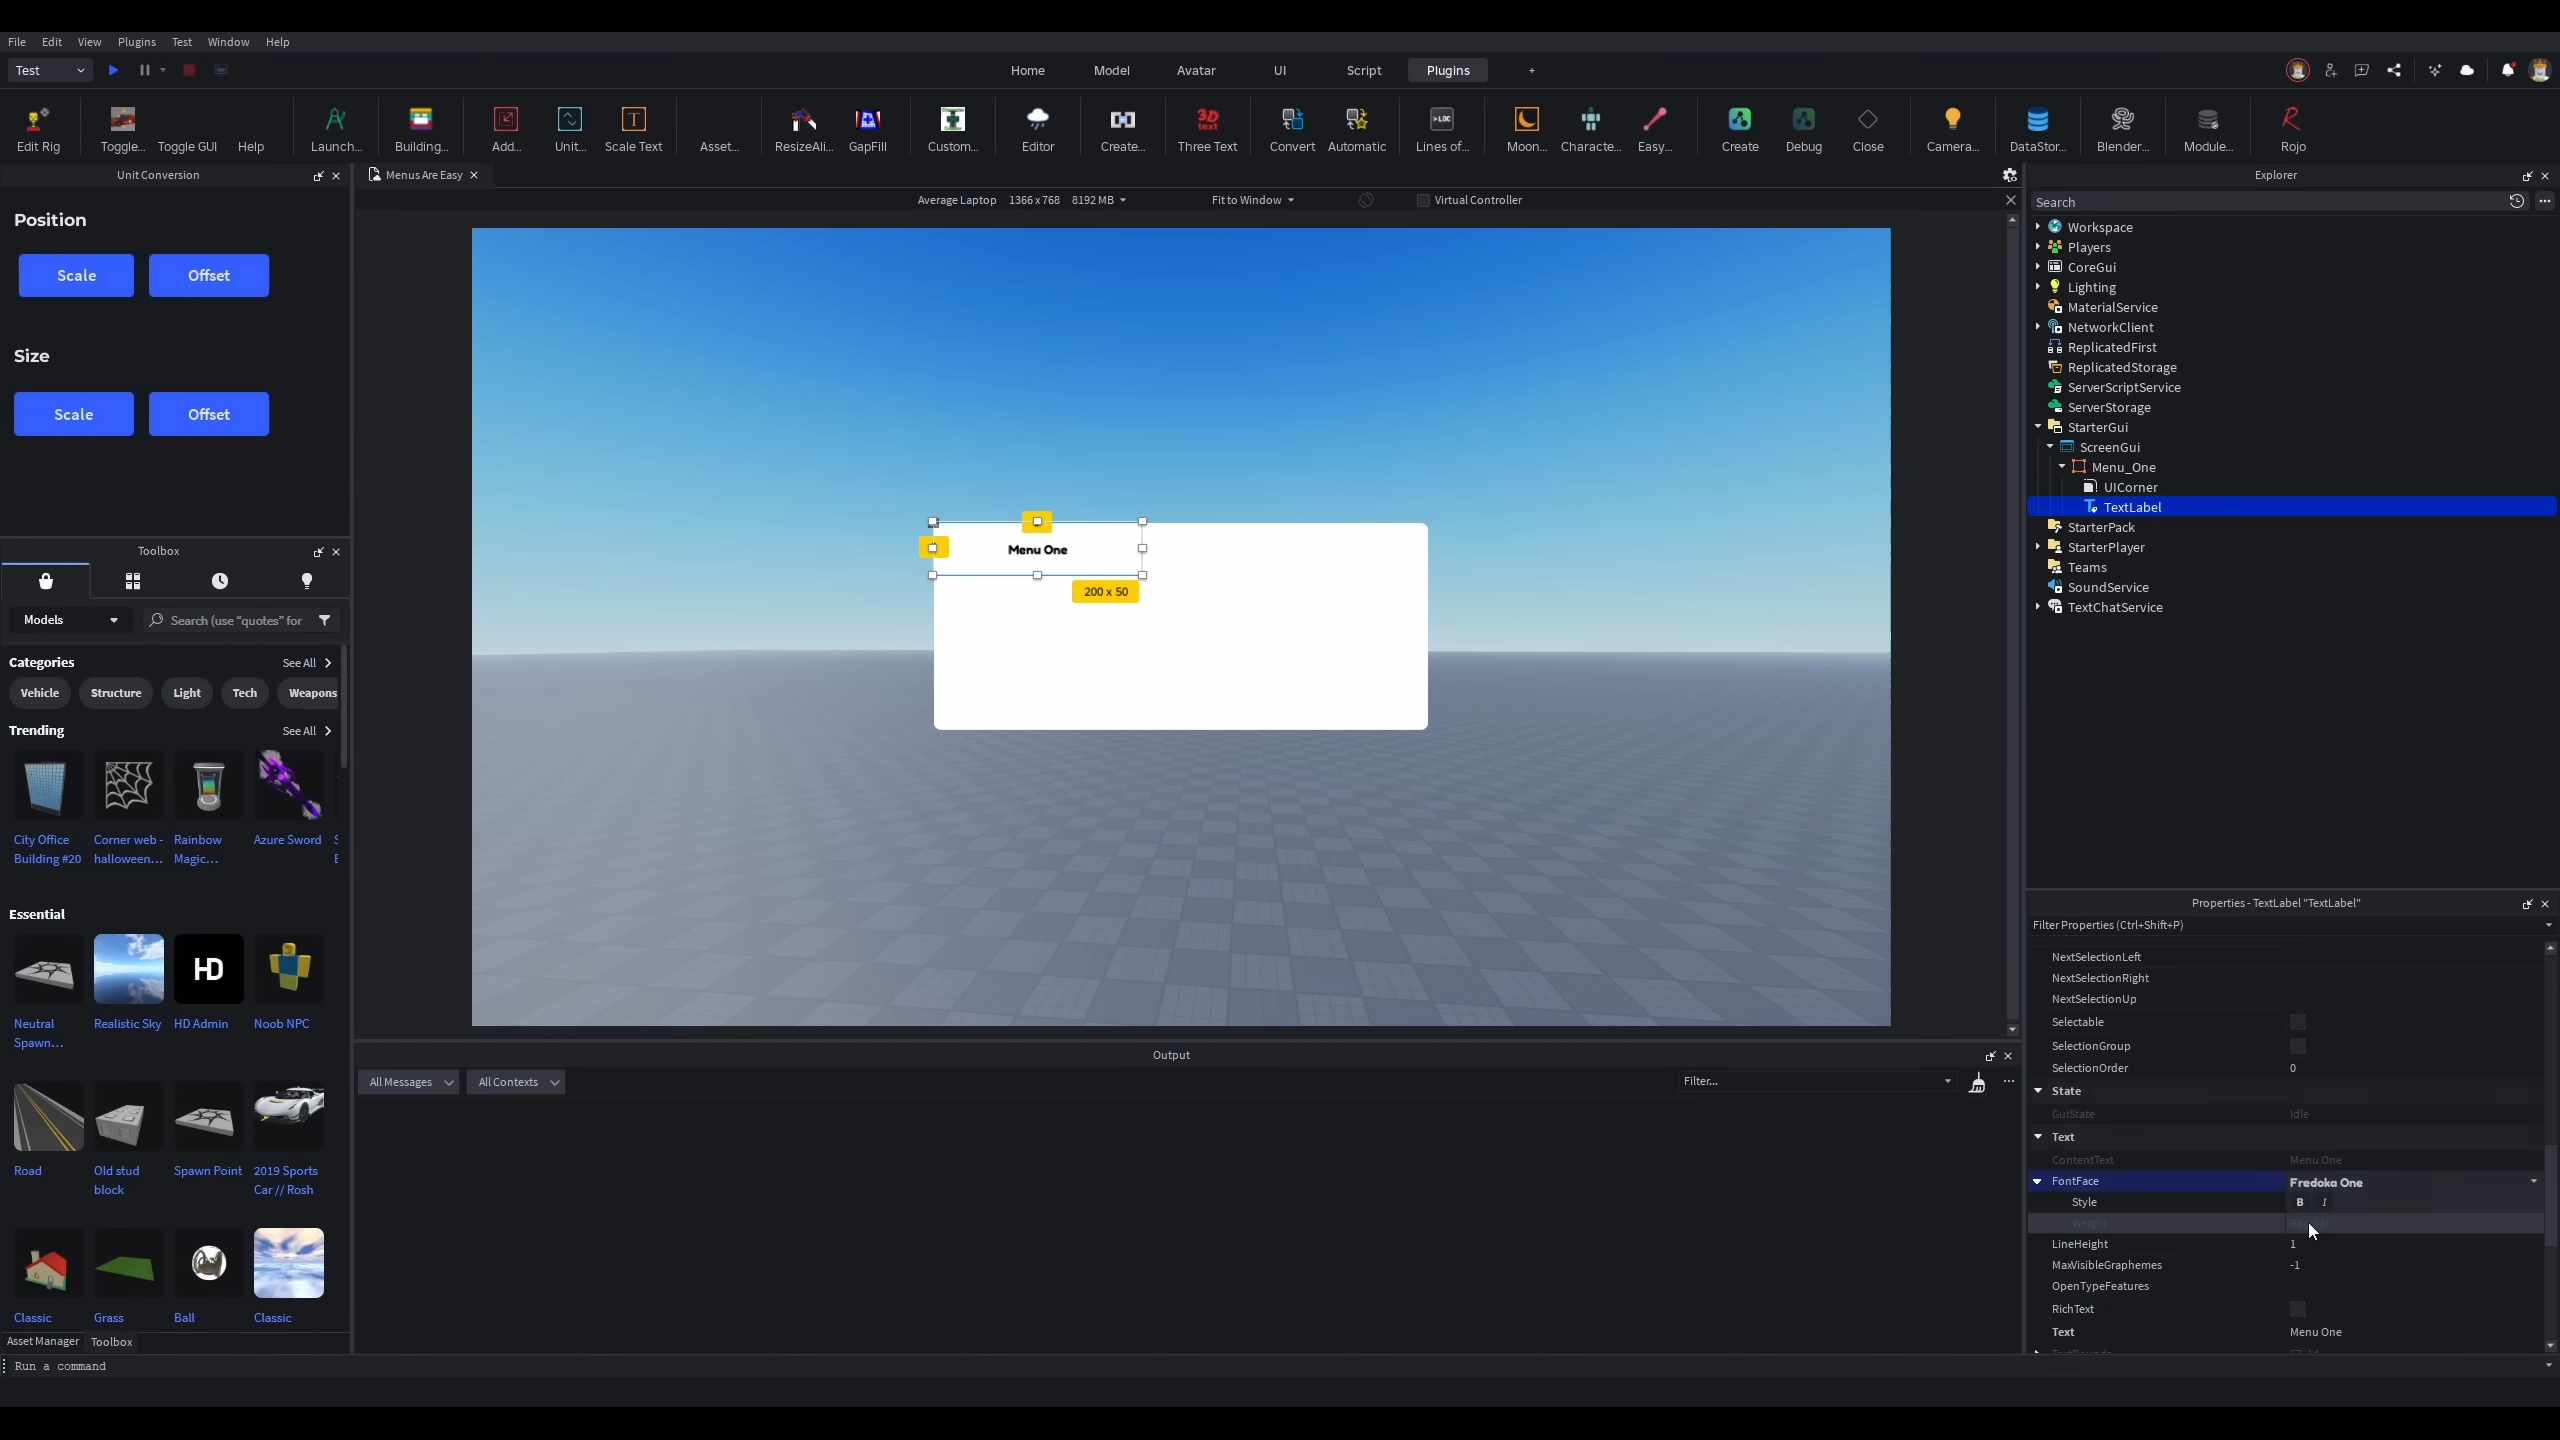 File Edit View Plugins Test Window Help
Test
Home Model Avatar UI Script Plugins +
Edit Rig Toggle... Toggle GUI Help Launch... Building... Add... Unit... Scale Text Asset... ResizeAli... GapFill Custom... Editor Create... Three Text Convert Automatic Lines of... Moon... Characte... Easy... Create Debug Close Camera... DataStor... Blender... Module... Rojo
Unit Conversion
Position
Scale Offset
Size
Scale Offset
Toolbox
Models
Search (use "quotes" for
Categories See All
Vehicle Structure Light Tech Weapons
Trending See All
City Office Building #20
Corner web - halloween...
Rainbow Magic...
Azure Sword
Essential
HD
Neutral Spawn...
Realistic Sky
HD Admin
Noob NPC
Road
Old stud block
Spawn Point
2019 Sports Car // Rosh
Classic
Grass
Ball
Classic
Asset Manager Toolbox
Run a command
Menus Are Easy
Average Laptop 1366 x 768 8192 MB Fit to Window Virtual Controller
Menu One
200 x 50
Output
All Messages All Contexts Filter...
Explorer
Search
Workspace
Players
CoreGui
Lighting
MaterialService
NetworkClient
ReplicatedFirst
ReplicatedStorage
ServerScriptService
ServerStorage
StarterGui
ScreenGui
Menu_One
UICorner
TextLabel
StarterPack
StarterPlayer
Teams
SoundService
TextChatService
Properties - TextLabel "TextLabel"
Filter Properties (Ctrl+Shift+P)
NextSelectionLeft
NextSelectionRight
NextSelectionUp
Selectable
SelectionGroup
SelectionOrder 0
State
GuiState Idle
Text
ContentText Menu One
FontFace Fredoka One
Style B I
Weight
LineHeight 1
MaxVisibleGraphemes -1
OpenTypeFeatures
RichText
Text Menu One